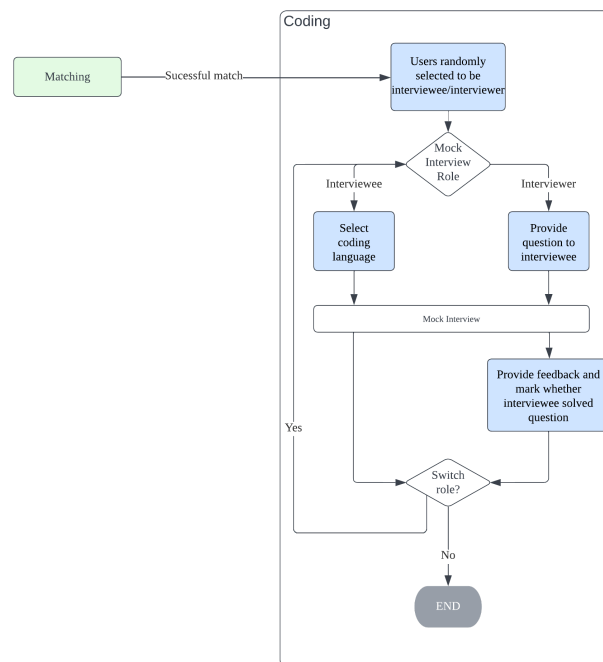 Coding
Matching
Sucessful match
Users randomly
selected to be
interviewee/interviewer
Mock
Interview
Role
Interviewee
Interviewer
Select
coding
language
Provide
question to
interviewee
Mock Interview
Provide feedback and
mark whether
interviewee solved
question
Yes
Switch
role?
No
END